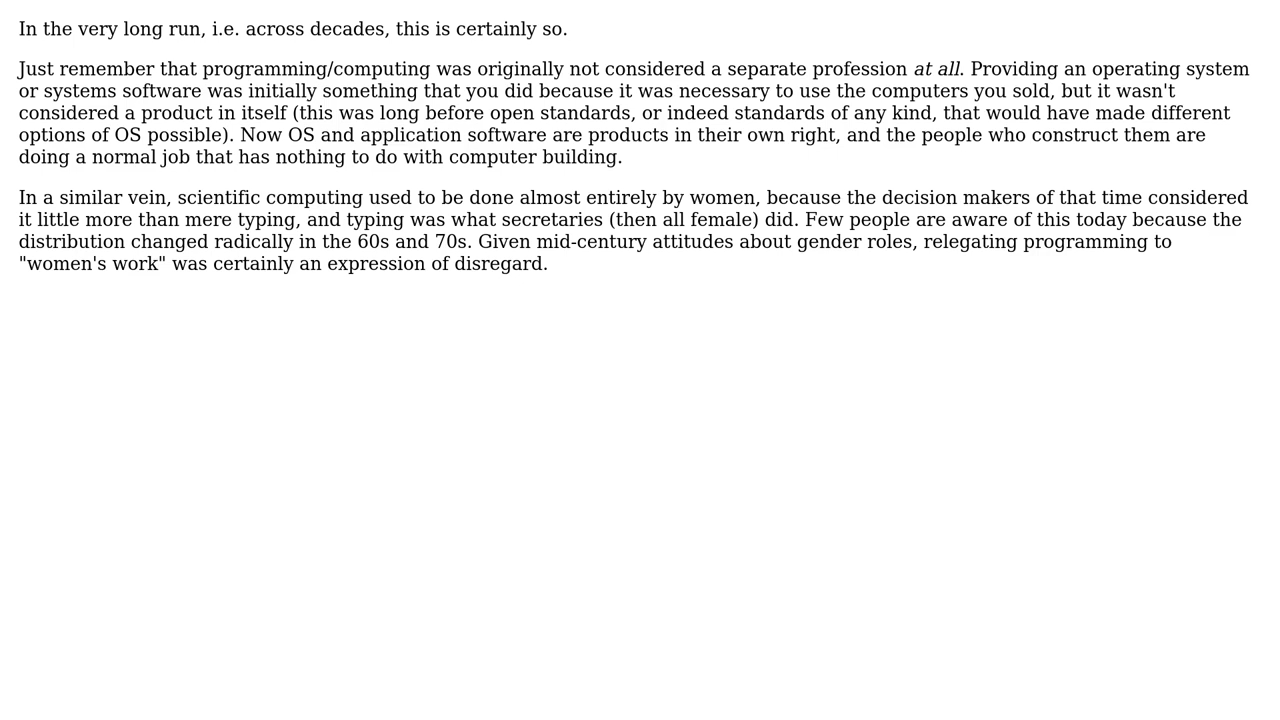 In the very long run, i.e. across decades, this is certainly so.
Just remember that programming/computing was originally not considered a separate profession at all. Providing an operating system
or systems software was initially something that you did because it was necessary to use the computers you sold, but it wasn't
considered a product in itself (this was long before open standards, or indeed standards of any kind, that would have made different
options of OS possible). Now OS and application software are products in their own right, and the people who construct them are
doing a normal job that has nothing to do with computer building.
In a similar vein, scientific computing used to be done almost entirely by women, because the decision makers of that time considered
it little more than mere typing, and typing was what secretaries (then all female) did. Few people are aware of this today because the
distribution changed radically in the 60s and 70s. Given mid-century attitudes about gender roles, relegating programming to
"women's work" was certainly an expression of disregard.